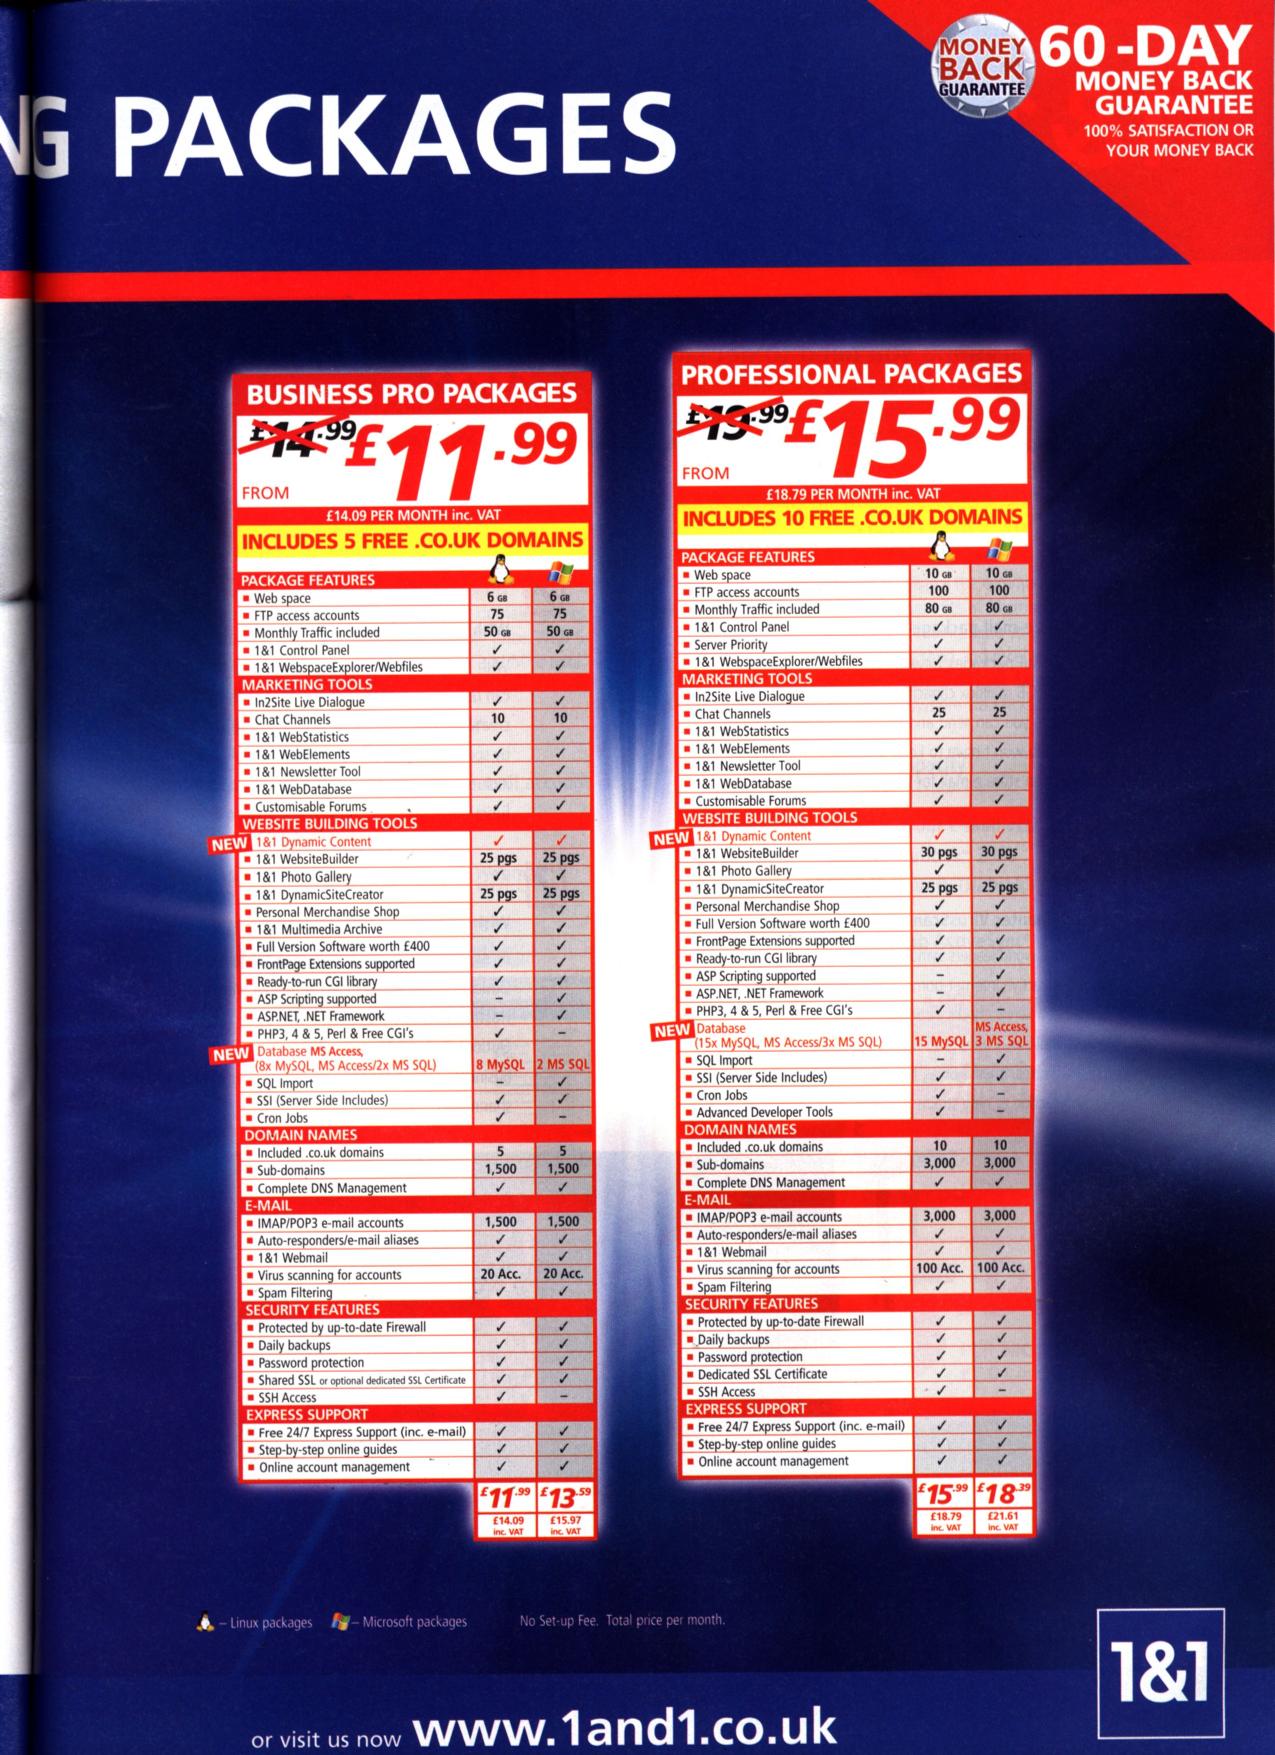 NG PACKAGES
MONEY
BACK
GUARANTEE
60-DAY
MONEY BACK
GUARANTEE
100% SATISFACTION OR
YOUR MONEY BACK
BUSINESS PRO PACKAGES
£14.99 £11.99
FROM
£14.09 PER MONTH inc. VAT
INCLUDES 5 FREE .CO.UK DOMAINS
PACKAGE FEATURES
▪ Web space 6 GB 6 GB
▪ FTP access accounts 75 75
▪ Monthly Traffic included 50 GB 50 GB
▪ 1&1 Control Panel ✓ ✓
▪ 1&1 WebspaceExplorer/Webfiles ✓ ✓
MARKETING TOOLS
▪ In2Site Live Dialogue ✓ ✓
▪ Chat Channels 10 10
▪ 1&1 WebStatistics ✓ ✓
▪ 1&1 WebElements ✓ ✓
▪ 1&1 Newsletter Tool ✓ ✓
▪ 1&1 WebDatabase ✓ ✓
▪ Customisable Forums ✓ ✓
WEBSITE BUILDING TOOLS
NEW 1&1 Dynamic Content ✓ ✓
▪ 1&1 WebsiteBuilder 25 pgs 25 pgs
▪ 1&1 Photo Gallery ✓ ✓
▪ 1&1 DynamicSiteCreator 25 pgs 25 pgs
▪ Personal Merchandise Shop ✓ ✓
▪ 1&1 Multimedia Archive ✓ ✓
▪ Full Version Software worth £400 ✓ ✓
▪ FrontPage Extensions supported ✓ ✓
▪ Ready-to-run CGI library ✓ ✓
▪ ASP Scripting supported – ✓
▪ ASP.NET, .NET Framework – ✓
▪ PHP3, 4 & 5, Perl & Free CGI's ✓ –
NEW Database MS Access,
(8x MySQL, MS Access/2x MS SQL) 8 MySQL 2 MS SQL
▪ SQL Import – ✓
▪ SSI (Server Side Includes) ✓ ✓
▪ Cron Jobs ✓ –
DOMAIN NAMES
▪ Included .co.uk domains 5 5
▪ Sub-domains 1,500 1,500
▪ Complete DNS Management ✓ ✓
E-MAIL
▪ IMAP/POP3 e-mail accounts 1,500 1,500
▪ Auto-responders/e-mail aliases ✓ ✓
▪ 1&1 Webmail ✓ ✓
▪ Virus scanning for accounts 20 Acc. 20 Acc.
▪ Spam Filtering ✓ ✓
SECURITY FEATURES
▪ Protected by up-to-date Firewall ✓ ✓
▪ Daily backups ✓ ✓
▪ Password protection ✓ ✓
▪ Shared SSL or optional dedicated SSL Certificate ✓ ✓
▪ SSH Access ✓ –
EXPRESS SUPPORT
▪ Free 24/7 Express Support (inc. e-mail) ✓ ✓
▪ Step-by-step online guides ✓ ✓
▪ Online account management ✓ ✓
£11.99 £13.59
£14.09 £15.97
inc. VAT inc. VAT
PROFESSIONAL PACKAGES
£19.99 £15.99
FROM
£18.79 PER MONTH inc. VAT
INCLUDES 10 FREE .CO.UK DOMAINS
PACKAGE FEATURES
▪ Web space 10 GB 10 GB
▪ FTP access accounts 100 100
▪ Monthly Traffic included 80 GB 80 GB
▪ 1&1 Control Panel ✓ ✓
▪ Server Priority ✓ ✓
▪ 1&1 WebspaceExplorer/Webfiles ✓ ✓
MARKETING TOOLS
▪ In2Site Live Dialogue ✓ ✓
▪ Chat Channels 25 25
▪ 1&1 WebStatistics ✓ ✓
▪ 1&1 WebElements ✓ ✓
▪ 1&1 Newsletter Tool ✓ ✓
▪ 1&1 WebDatabase ✓ ✓
▪ Customisable Forums ✓ ✓
WEBSITE BUILDING TOOLS
NEW 1&1 Dynamic Content ✓ ✓
▪ 1&1 WebsiteBuilder 30 pgs 30 pgs
▪ 1&1 Photo Gallery ✓ ✓
▪ 1&1 DynamicSiteCreator 25 pgs 25 pgs
▪ Personal Merchandise Shop ✓ ✓
▪ Full Version Software worth £400 ✓ ✓
▪ FrontPage Extensions supported ✓ ✓
▪ Ready-to-run CGI library ✓ ✓
▪ ASP Scripting supported – ✓
▪ ASP.NET, .NET Framework – ✓
▪ PHP3, 4 & 5, Perl & Free CGI's ✓ –
NEW Database MS Access,
(15x MySQL, MS Access/3x MS SQL) 15 MySQL 3 MS SQL
▪ SQL Import – ✓
▪ SSI (Server Side Includes) ✓ ✓
▪ Cron Jobs ✓ –
▪ Advanced Developer Tools ✓ –
DOMAIN NAMES
▪ Included .co.uk domains 10 10
▪ Sub-domains 3,000 3,000
▪ Complete DNS Management ✓ ✓
E-MAIL
▪ IMAP/POP3 e-mail accounts 3,000 3,000
▪ Auto-responders/e-mail aliases ✓ ✓
▪ 1&1 Webmail ✓ ✓
▪ Virus scanning for accounts 100 Acc. 100 Acc.
▪ Spam Filtering ✓ ✓
SECURITY FEATURES
▪ Protected by up-to-date Firewall ✓ ✓
▪ Daily backups ✓ ✓
▪ Password protection ✓ ✓
▪ Dedicated SSL Certificate ✓ ✓
▪ SSH Access ✓ –
EXPRESS SUPPORT
▪ Free 24/7 Express Support (inc. e-mail) ✓ ✓
▪ Step-by-step online guides ✓ ✓
▪ Online account management ✓ ✓
£15.99 £18.39
£18.79 £21.61
inc. VAT inc. VAT
– Linux packages – Microsoft packages No Set-up Fee. Total price per month.
1&1
or visit us now www.1and1.co.uk